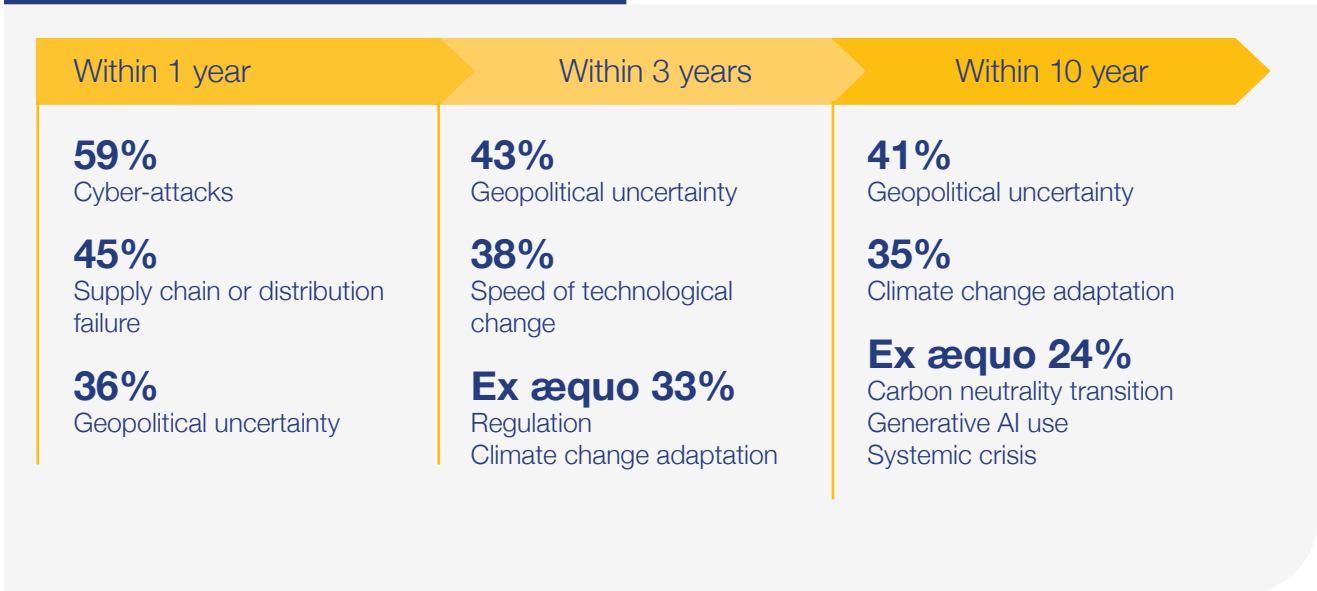 Within 1 year
59%
Cyber-attacks
45%
Supply chain or distribution
failure
36%
Geopolitical uncertainty
Within 3 years
43%
Geopolitical uncertainty
38%
Speed of technological
change
Ex æquo 33%
Regulation
Climate change adaptation
Within 10 year
41%
Geopolitical uncertainty
35%
Climate change adaptation
Ex æquo 24%
Carbon neutrality transition
Generative AI use
Systemic crisis